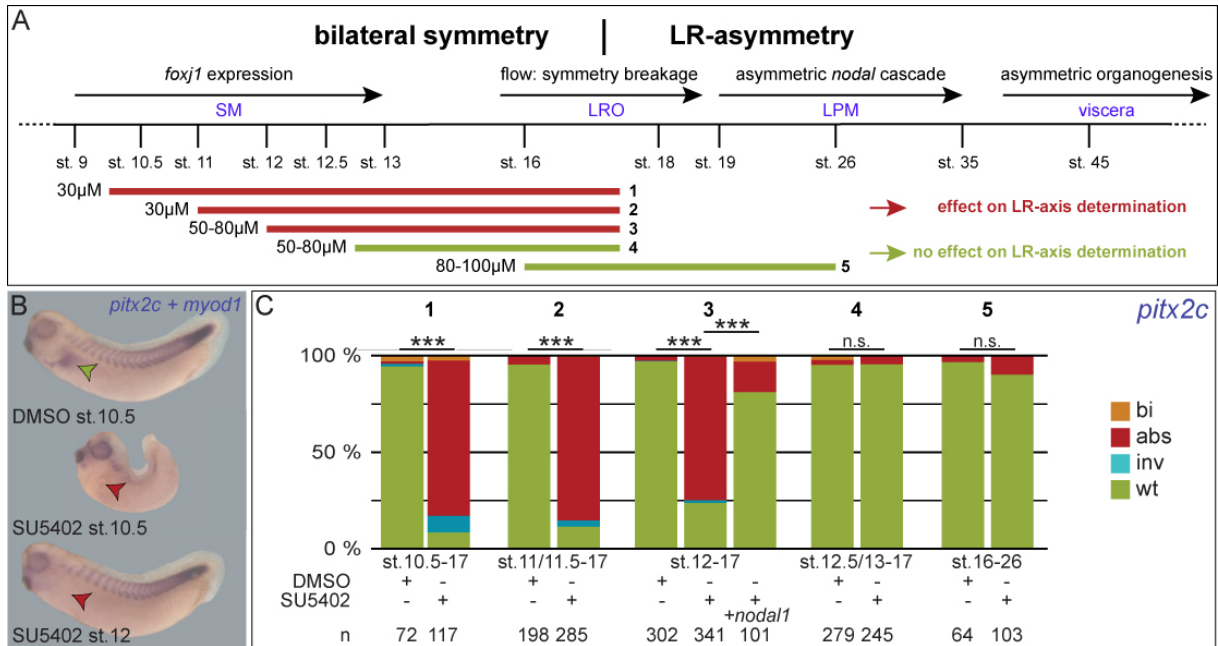 A
bilateral symmetry | LR-asymmetry
foxj1 expression flow: symmetry breakage asymmetric nodal cascade asymmetric organogenesis
SM LRO LPM viscera
st. 9 st. 10.5 st. 11 st. 12 st. 12.5 st. 13 st. 16 st. 18 st. 19 st. 26 st. 35 st. 45
30µM 1
30µM 2 effect on LR-axis determination
50-80µM 3
50-80µM 4 no effect on LR-axis determination
80-100µM 5
B pitx2c + myod1
DMSO st.10.5
SU5402 st.10.5
SU5402 st.12
C 1 2 3 4 5 pitx2c
*** *** *** *** n.s. n.s.
100 %
50 %
0 %
bi
abs
inv
wt
st.10.5-17 st.11/11.5-17 st.12-17 st.12.5/13-17 st.16-26
DMSO + - + - + - - + - + -
SU5402 - + - + - + + - + - +
+nodal1
n 72 117 198 285 302 341 101 279 245 64 103